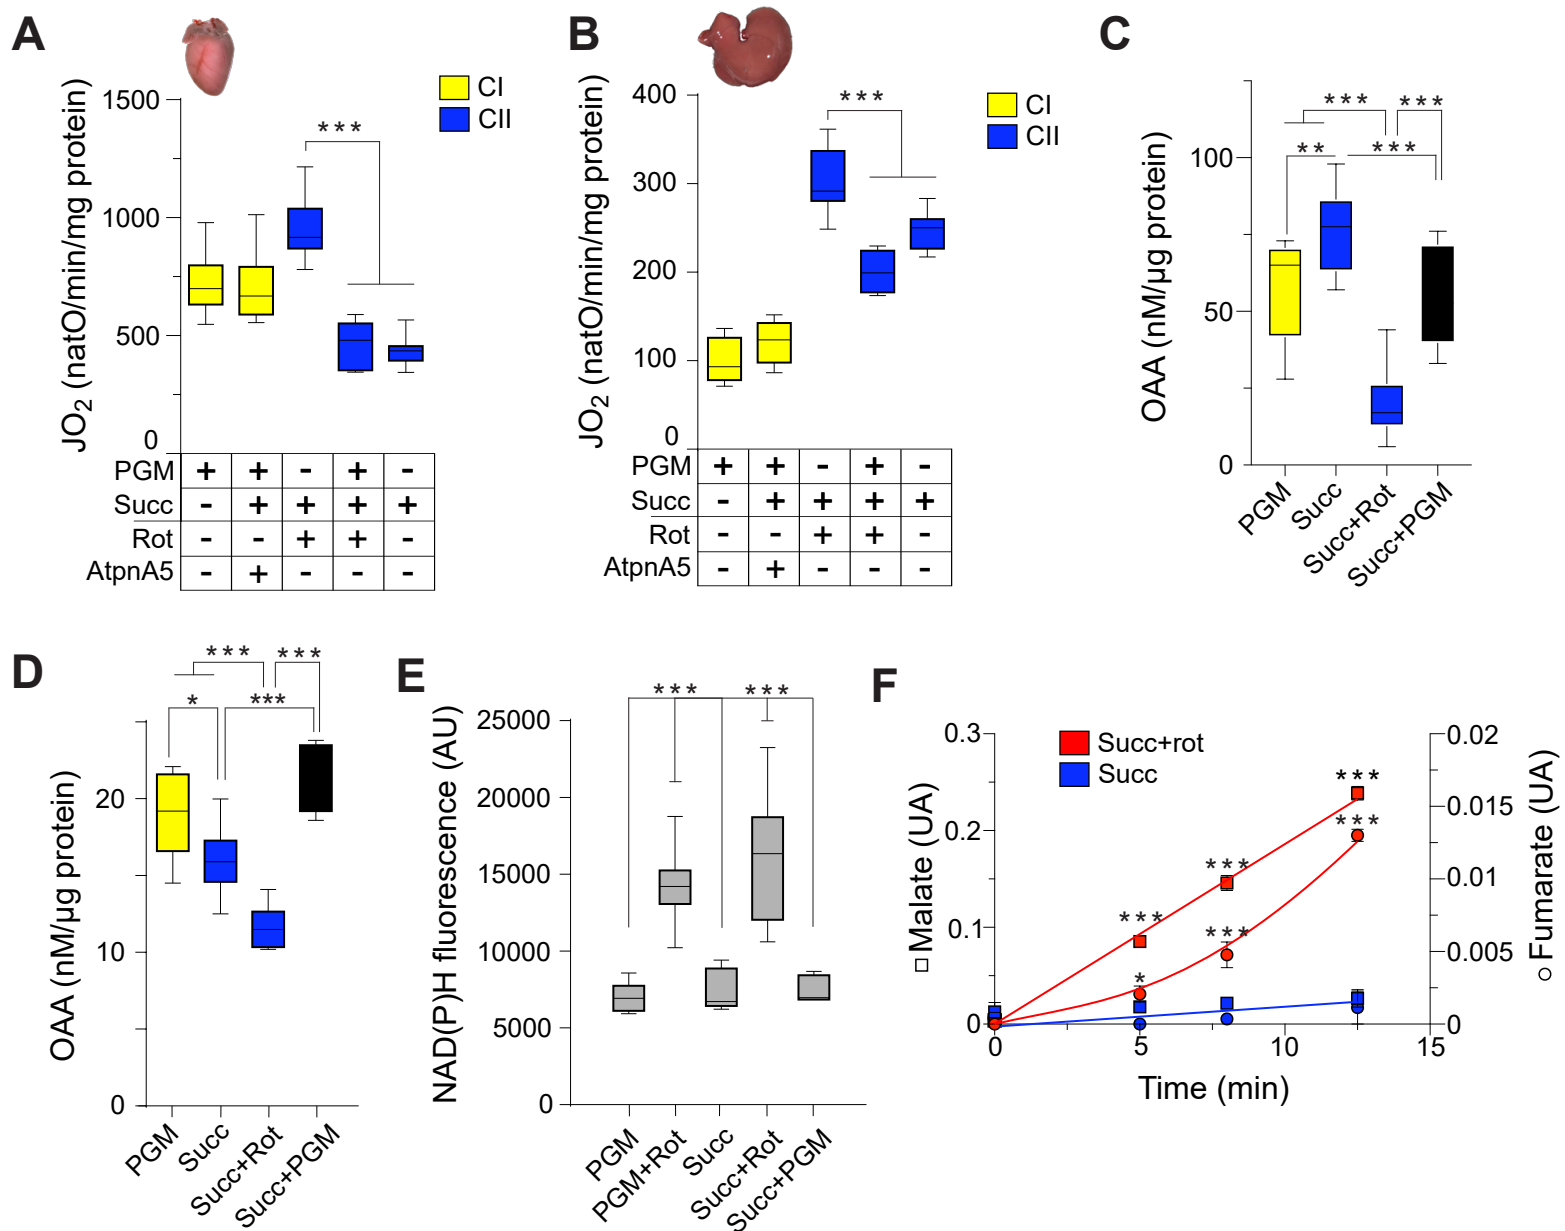 A
JO2 (natO/min/mg protein)
1500
1000
500
0
CI
CII
***
PGM + + - + -
Succ - + + + +
Rot - - + + -
AtpnA5 - + - - -
B
JO2 (natO/min/mg protein)
400
300
200
100
0
CI
CII
***
PGM + + - + -
Succ - + + + +
Rot - - + + -
AtpnA5 - + - - -
C
OAA (nM/µg protein)
100
50
0
*** ***
** ***
PGM
Succ
Succ+Rot
Succ+PGM
D
OAA (nM/µg protein)
20
10
0
*** ***
* ***
PGM
Succ
Succ+Rot
Succ+PGM
E
NAD(P)H fluorescence (AU)
25000
20000
15000
10000
5000
0
*** ***
PGM
PGM+Rot
Succ
Succ+Rot
Succ+PGM
F
Malate (UA)
0.3
0.2
0.1
0
Succ+rot
Succ
***
***
***
***
***
*
0.02
0.015
0.01
0.005
0
Fumarate (UA)
0 5 10 15
Time (min)